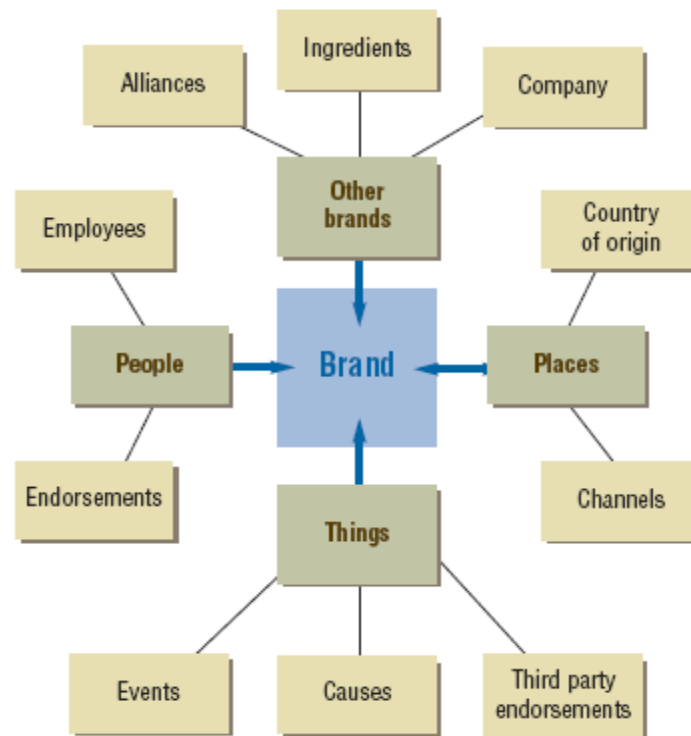 Ingredients
Alliances
Company
Other
brands
Employees
Country
of origin
People
Brand
Places
Endorsements
Channels
Things
Events
Causes
Third party
endorsements